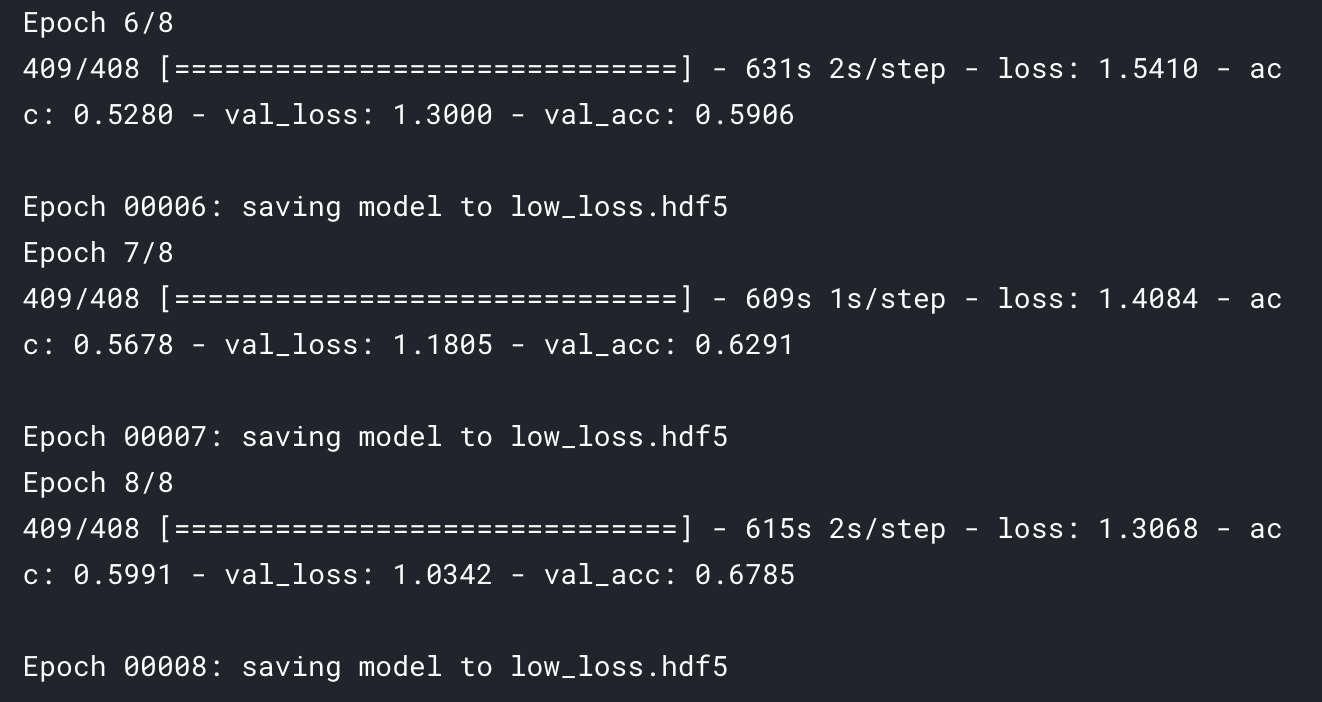 Epoch 6/8
409/408 [==============================] - 631s 2s/step - loss: 1.5410 - ac
c: 0.5280 - val_loss: 1.3000 - val_acc: 0.5906
Epoch 00006: saving model to low_loss.hdf5
Epoch 7/8
409/408 [==============================] - 609s 1s/step - loss: 1.4084 - ac
c: 0.5678 - val_loss: 1.1805 - val_acc: 0.6291
Epoch 00007: saving model to low_loss.hdf5
Epoch 8/8
409/408 [==============================] - 615s 2s/step - loss: 1.3068 - ac
c: 0.5991 - val_loss: 1.0342 - val_acc: 0.6785
Epoch 00008: saving model to low_loss.hdf5